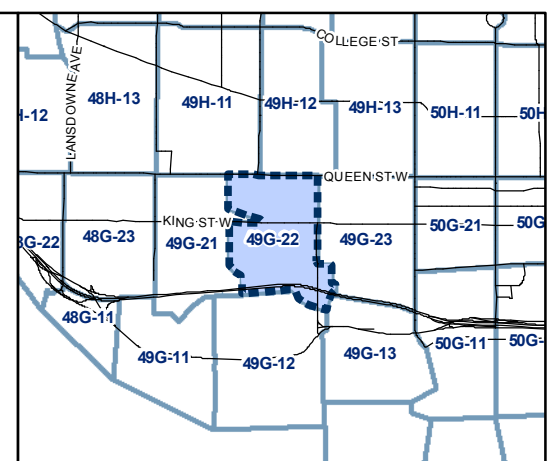 COLLEGE ST
LANSDOWNE AVE
48H-13
49H-11
49H-12
49H-13
50H-11
50H
H-12
QUEEN ST W
KING ST W
8G-22
48G-23
49G-21
49G-22
49G-23
50G-21
50G
48G-11
49G-11
49G-12
49G-13
50G-11
50G-